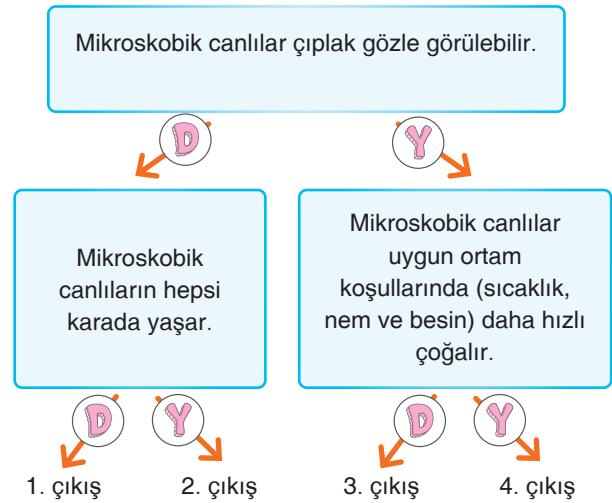 Mikroskobik canlılar çıplak gözle görülebilir.
D Y
Mikroskobik
canlıların hepsi
karada yaşar.
Mikroskobik canlılar
uygun ortam
koşullarında (sıcaklık,
nem ve besin) daha hızlı
çoğalır.
D Y D Y
1. çıkış 2. çıkış 3. çıkış 4. çıkış